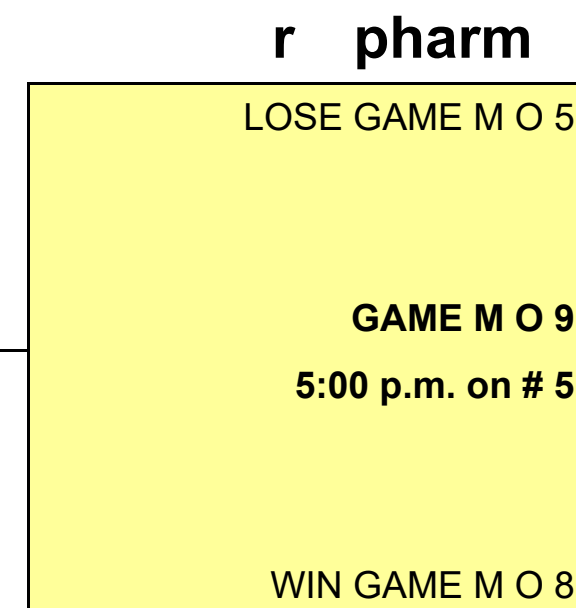 r pharm
LOSE GAME M O 5
GAME M O 9
5:00 p.m. on # 5
WIN GAME M O 8